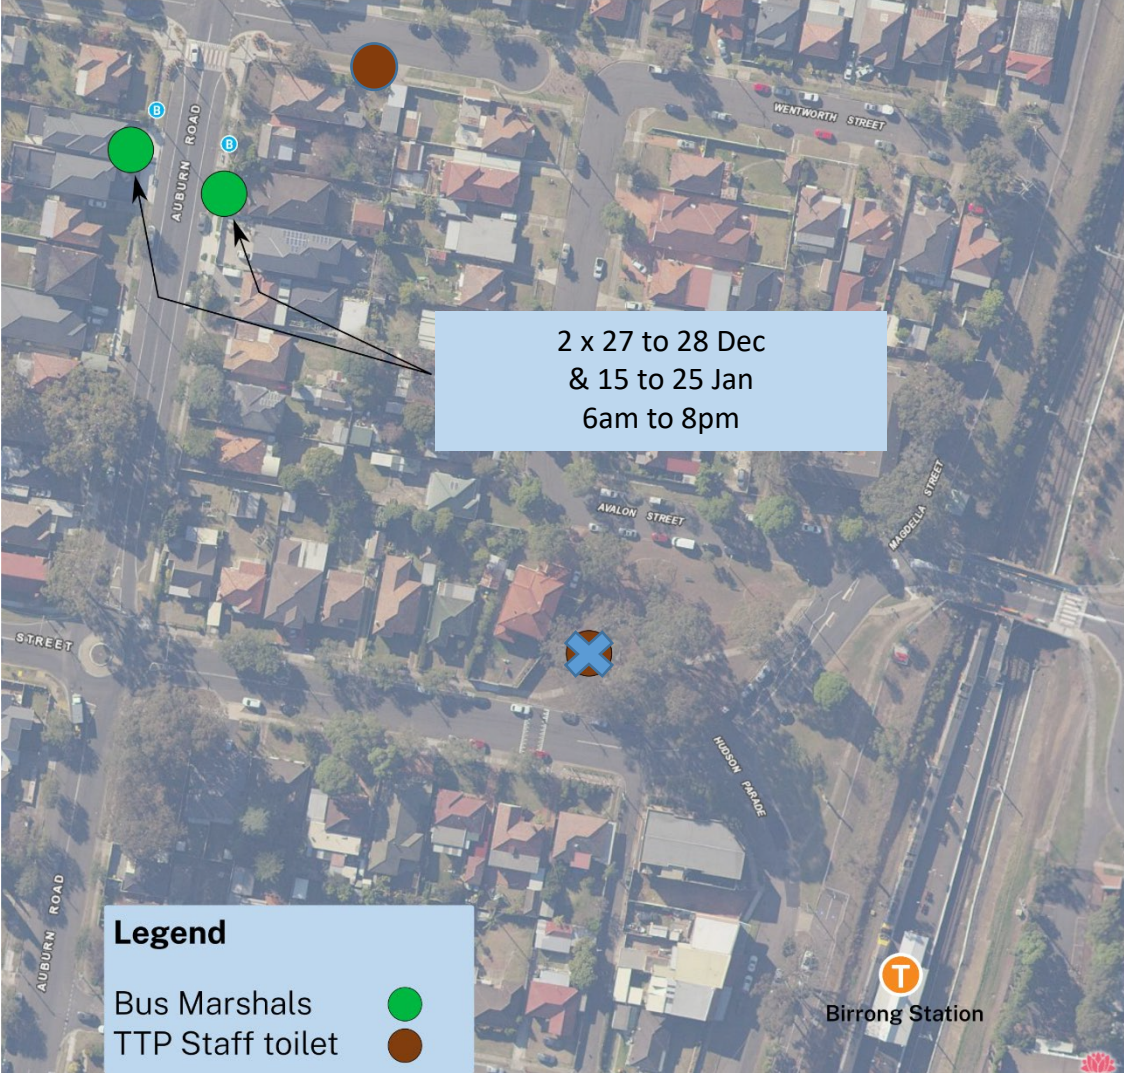 B
B
AUBURN ROAD
WENTWORTH STREET
2 x 27 to 28 Dec
& 15 to 25 Jan
6am to 8pm
AVALON STREET
MAGDELLA STREET
STREET
HUDSON PARADE
AUBURN ROAD
T
Birrong Station
Legend
Bus Marshals
TTP Staff toilet